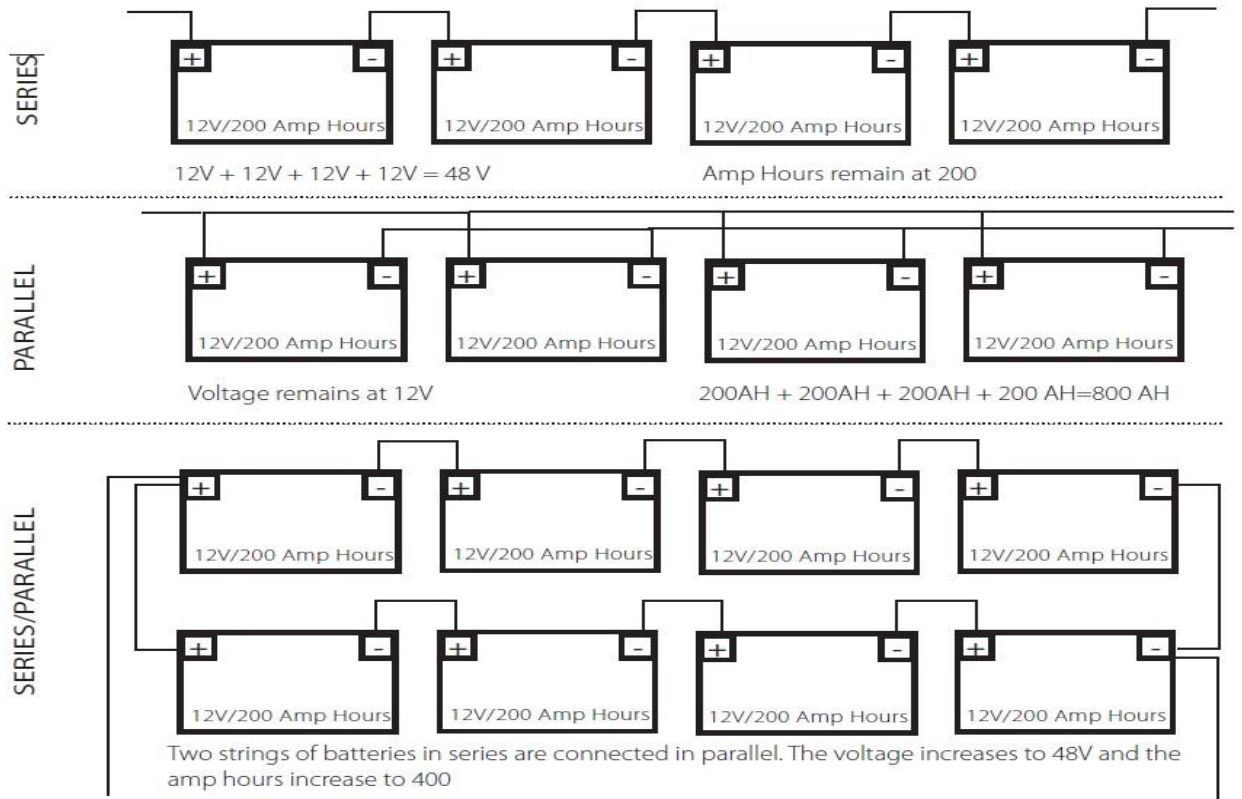 SERIES
+ - + - + - + -
12V/200 Amp Hours 12V/200 Amp Hours 12V/200 Amp Hours 12V/200 Amp Hours
12V + 12V + 12V + 12V = 48 V Amp Hours remain at 200
PARALLEL
+ - + - + - + -
12V/200 Amp Hours 12V/200 Amp Hours 12V/200 Amp Hours 12V/200 Amp Hours
Voltage remains at 12V 200AH + 200AH + 200AH + 200 AH=800 AH
SERIES/PARALLEL
+ - + - + - + -
12V/200 Amp Hours 12V/200 Amp Hours 12V/200 Amp Hours 12V/200 Amp Hours
+ - + - + - + -
12V/200 Amp Hours 12V/200 Amp Hours 12V/200 Amp Hours 12V/200 Amp Hours
Two strings of batteries in series are connected in parallel. The voltage increases to 48V and the
amp hours increase to 400